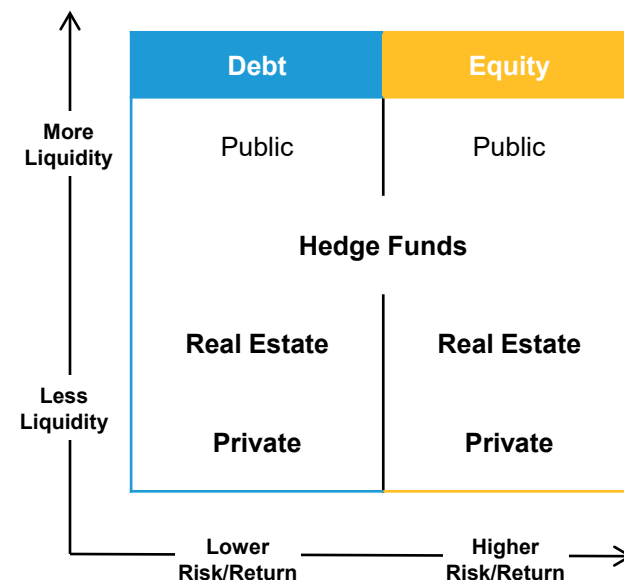 Debt Equity
More
Liquidity
Public Public
Hedge Funds
Real Estate Real Estate
Less
Liquidity
Private Private
Lower
Risk/Return
Higher
Risk/Return